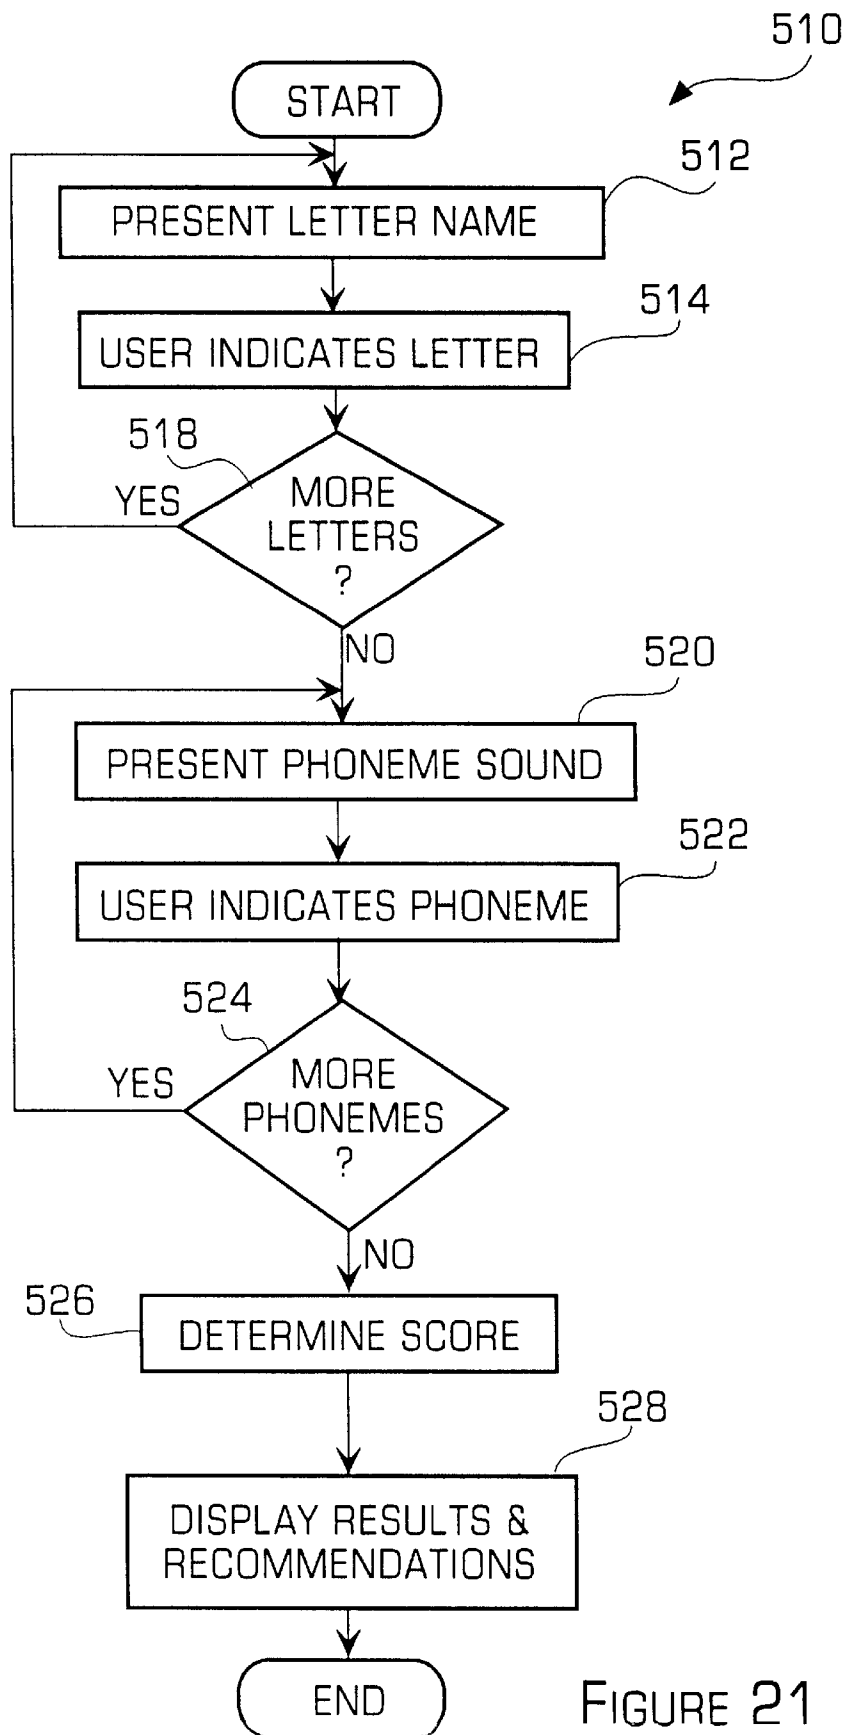 510
START
512
PRESENT LETTER NAME
514
USER INDICATES LETTER
518
YES
MORE
LETTERS
?
NO
520
PRESENT PHONEME SOUND
522
USER INDICATES PHONEME
524
YES
MORE
PHONEMES
?
NO
526
DETERMINE SCORE
528
DISPLAY RESULTS &
RECOMMENDATIONS
END
FIGURE 21